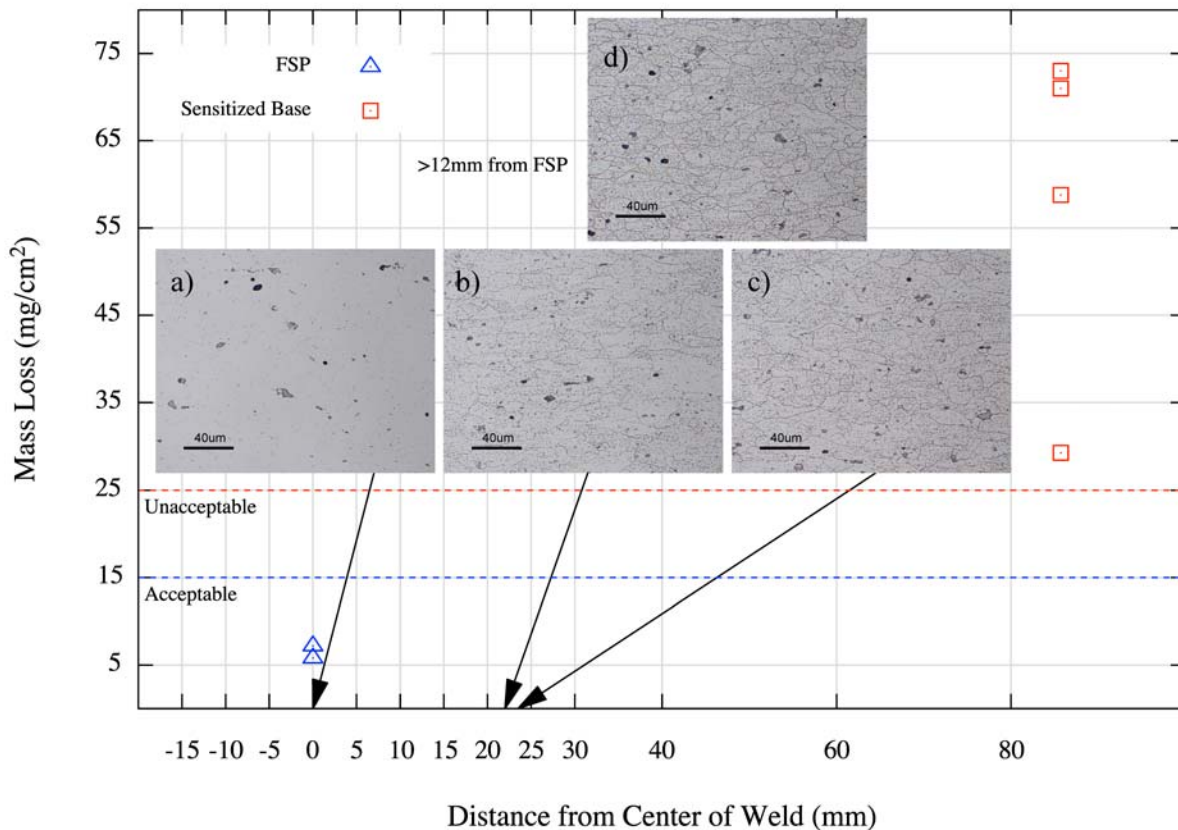 75
65
55
45
35
25
15
5
Mass Loss (mg/cm²)
FSP
Sensitized Base
>12mm from FSP
d)
40um
a)
40um
b)
40um
c)
40um
Unacceptable
Acceptable
-15 -10 -5 0 5 10 15 20 25 30 40 60 80
Distance from Center of Weld (mm)